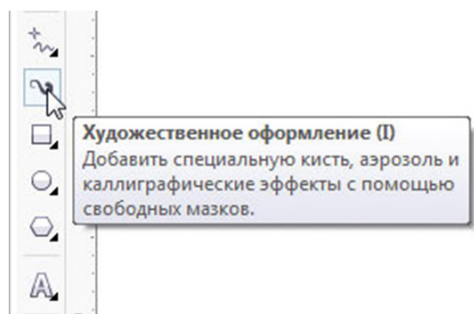 Художественное оформление (I)
Добавить специальную кисть, аэрозоль и
каллиграфические эффекты с помощью
свободных мазков.